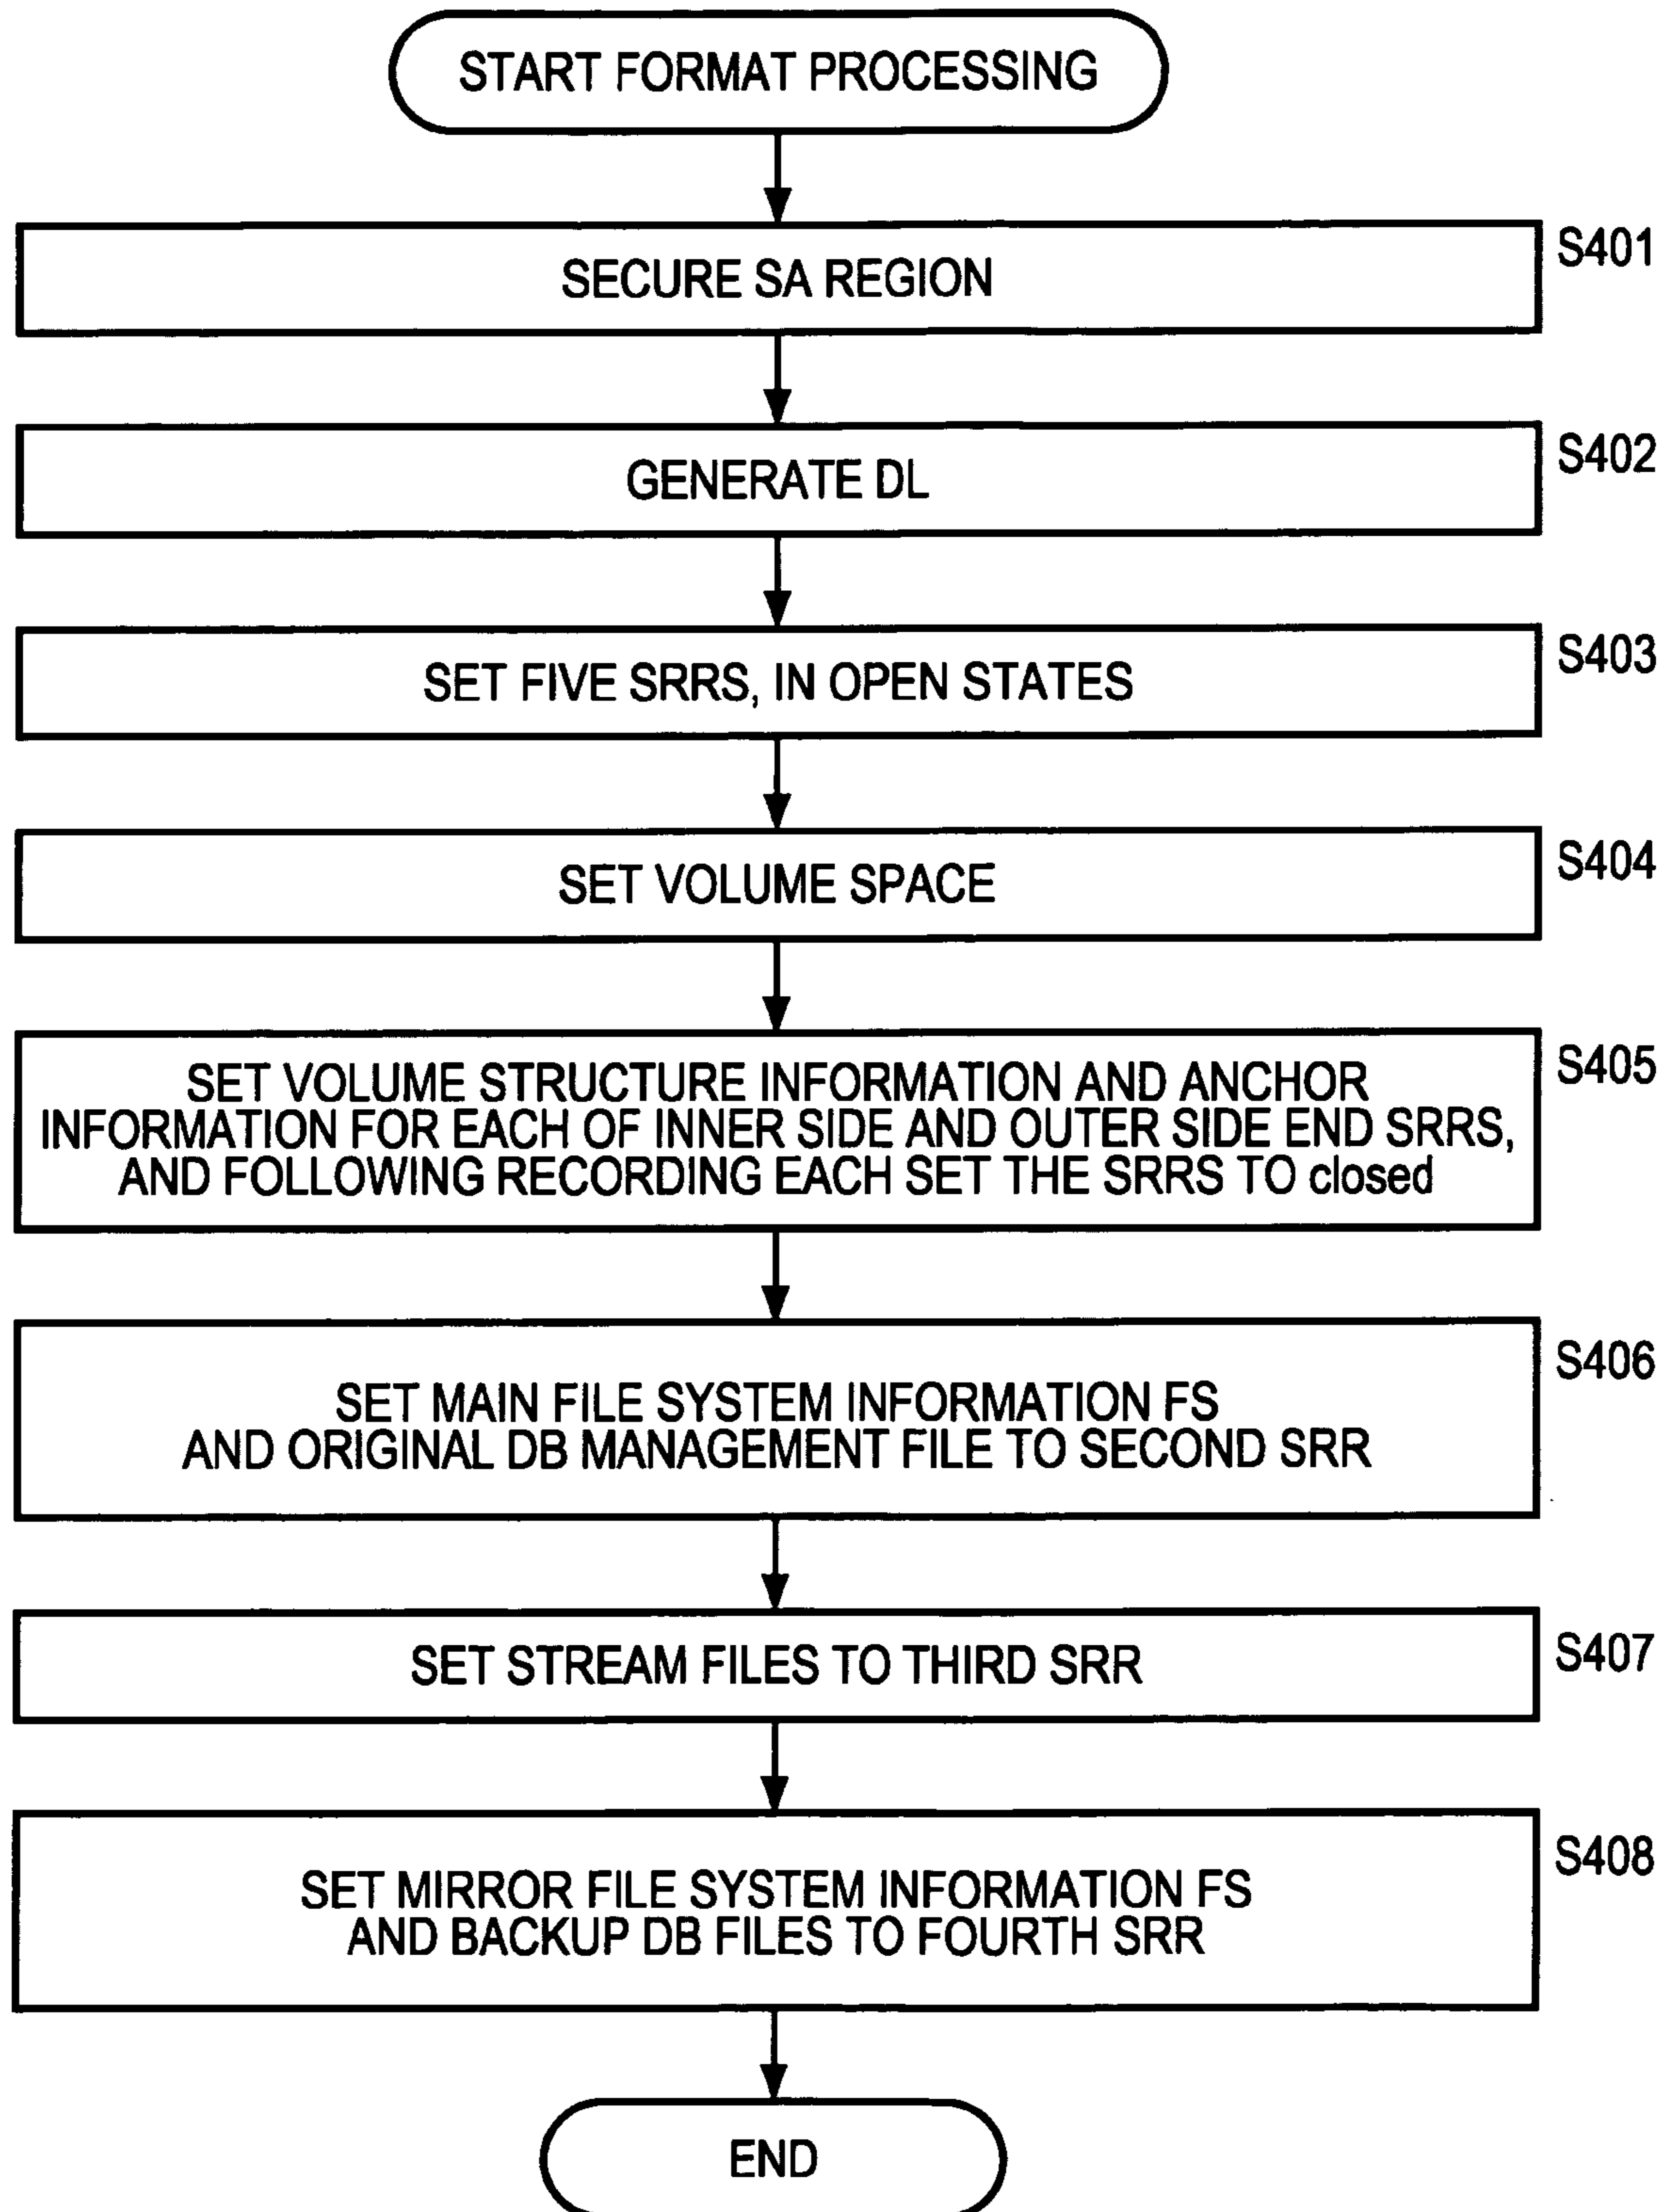 START FORMAT PROCESSING
S401
SECURE SA REGION
S402
GENERATE DL
S403
SET FIVE SRRS, IN OPEN STATES
S404
SET VOLUME SPACE
S405
SET VOLUME STRUCTURE INFORMATION AND ANCHOR
INFORMATION FOR EACH OF INNER SIDE AND OUTER SIDE END SRRS,
AND FOLLOWING RECORDING EACH SET THE SRRS TO closed
S406
SET MAIN FILE SYSTEM INFORMATION FS
AND ORIGINAL DB MANAGEMENT FILE TO SECOND SRR
S407
SET STREAM FILES TO THIRD SRR
S408
SET MIRROR FILE SYSTEM INFORMATION FS
AND BACKUP DB FILES TO FOURTH SRR
END